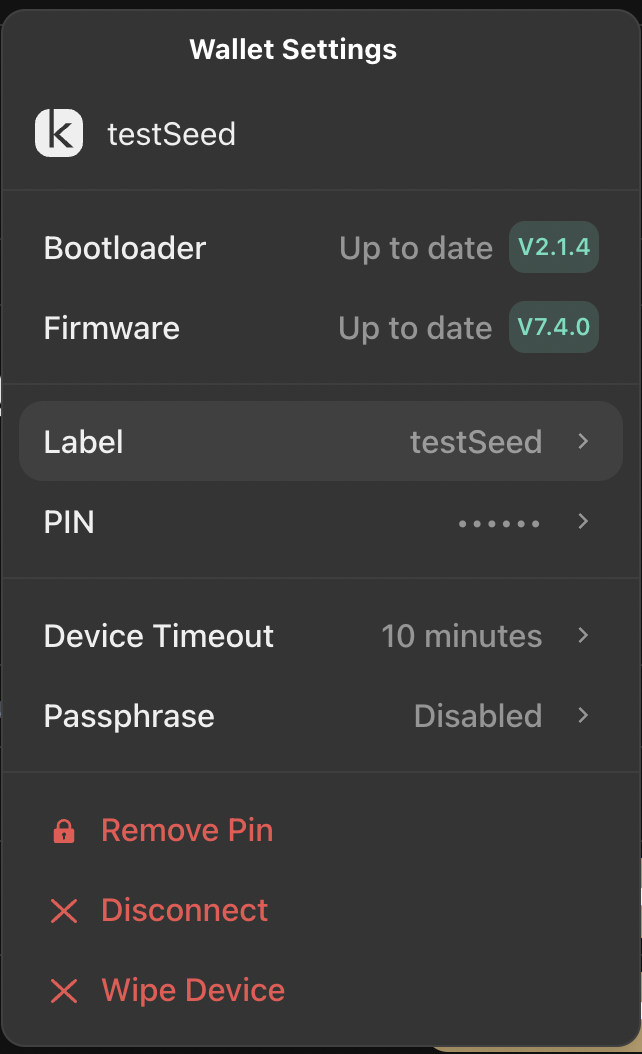 Wallet Settings
testSeed
Bootloader Up to date V2.1.4
Firmware Up to date V7.4.0
Label testSeed
PIN ••••••
Device Timeout 10 minutes
Passphrase Disabled
Remove Pin
Disconnect
Wipe Device